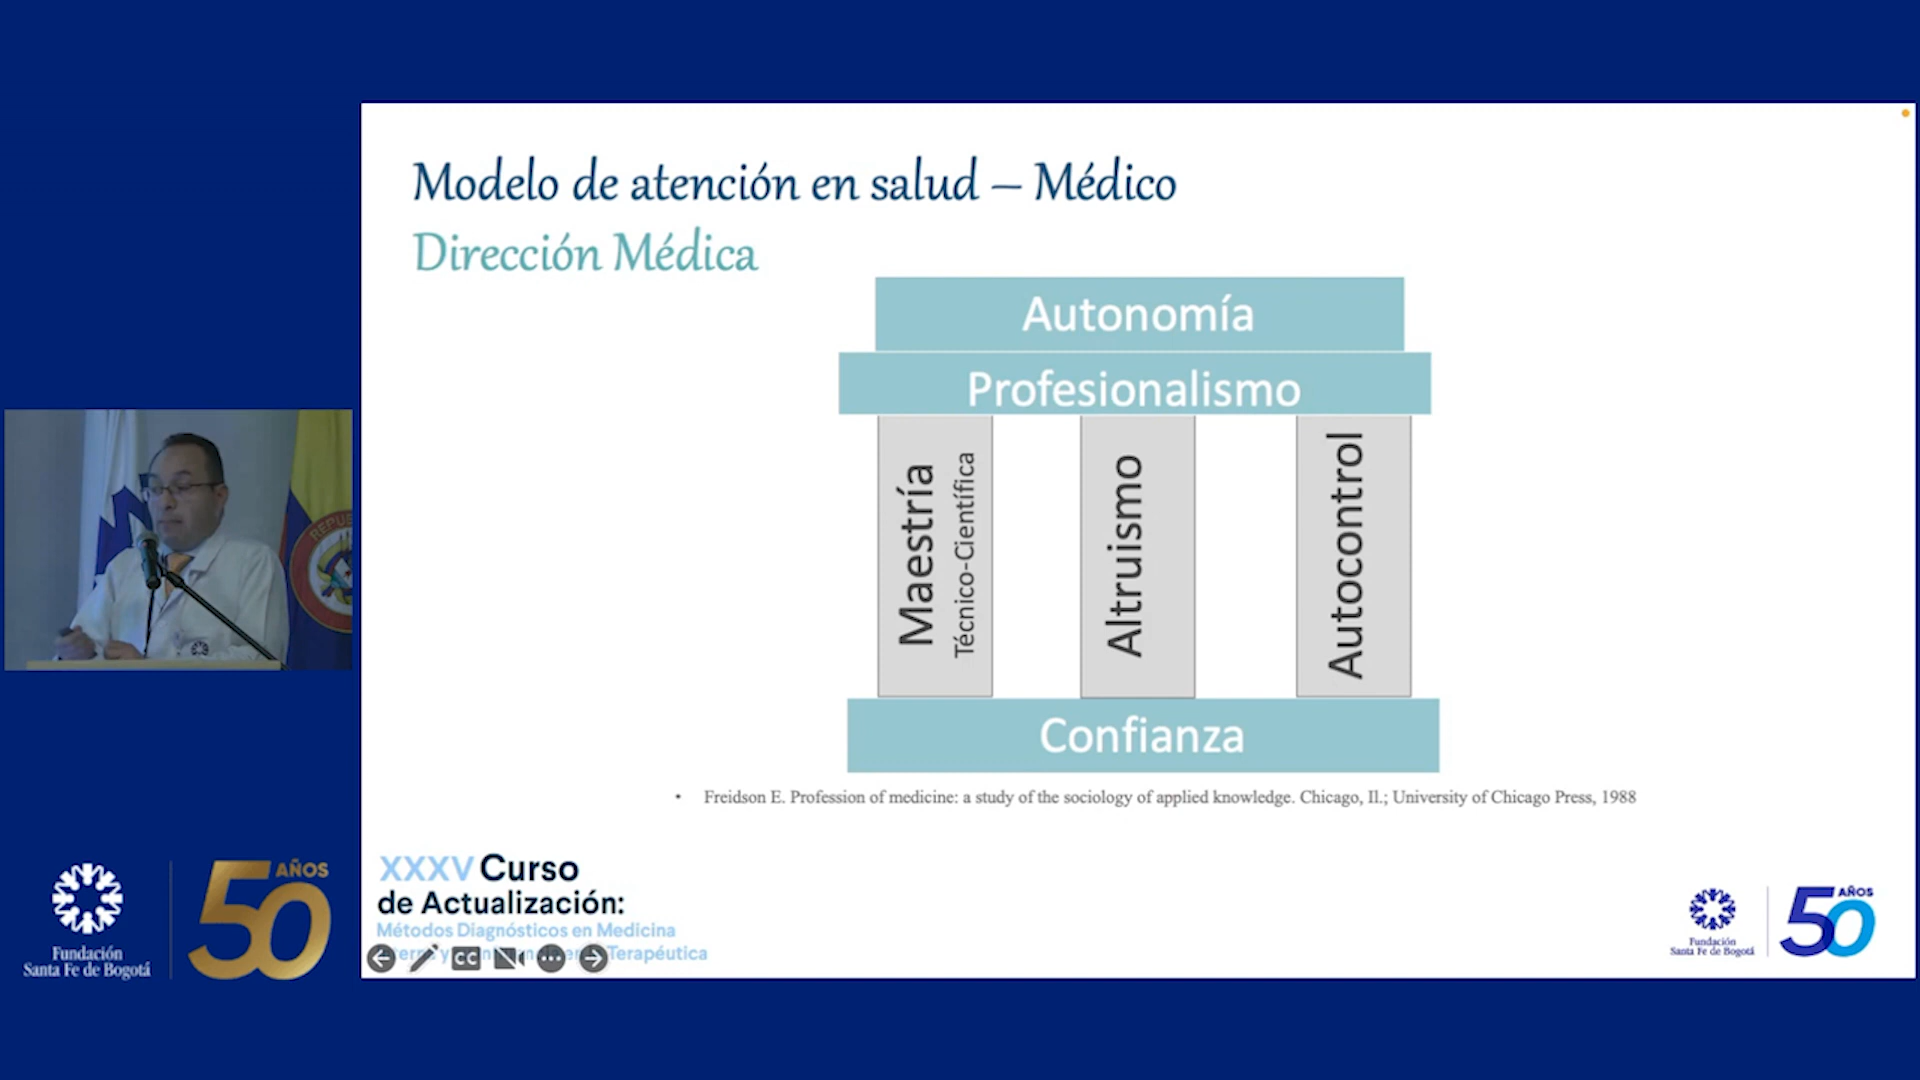 Modelo de atención en salud – Médico
Dirección Médica
Autonomía
Profesionalismo
Maestría
Técnico-Científica
Altruismo
Autocontrol
Confianza
• Freidson E. Profession of medicine: a study of the sociology of applied knowledge. Chicago, Il.; University of Chicago Press, 1988
REPUB
XXXV Curso
de Actualización:
Métodos Diagnósticos en Medicina
Terapéutica
CC
Fundación
Santa Fe de Bogotá
50 AÑOS
Fundación
Santa Fe de Bogotá
50 AÑOS